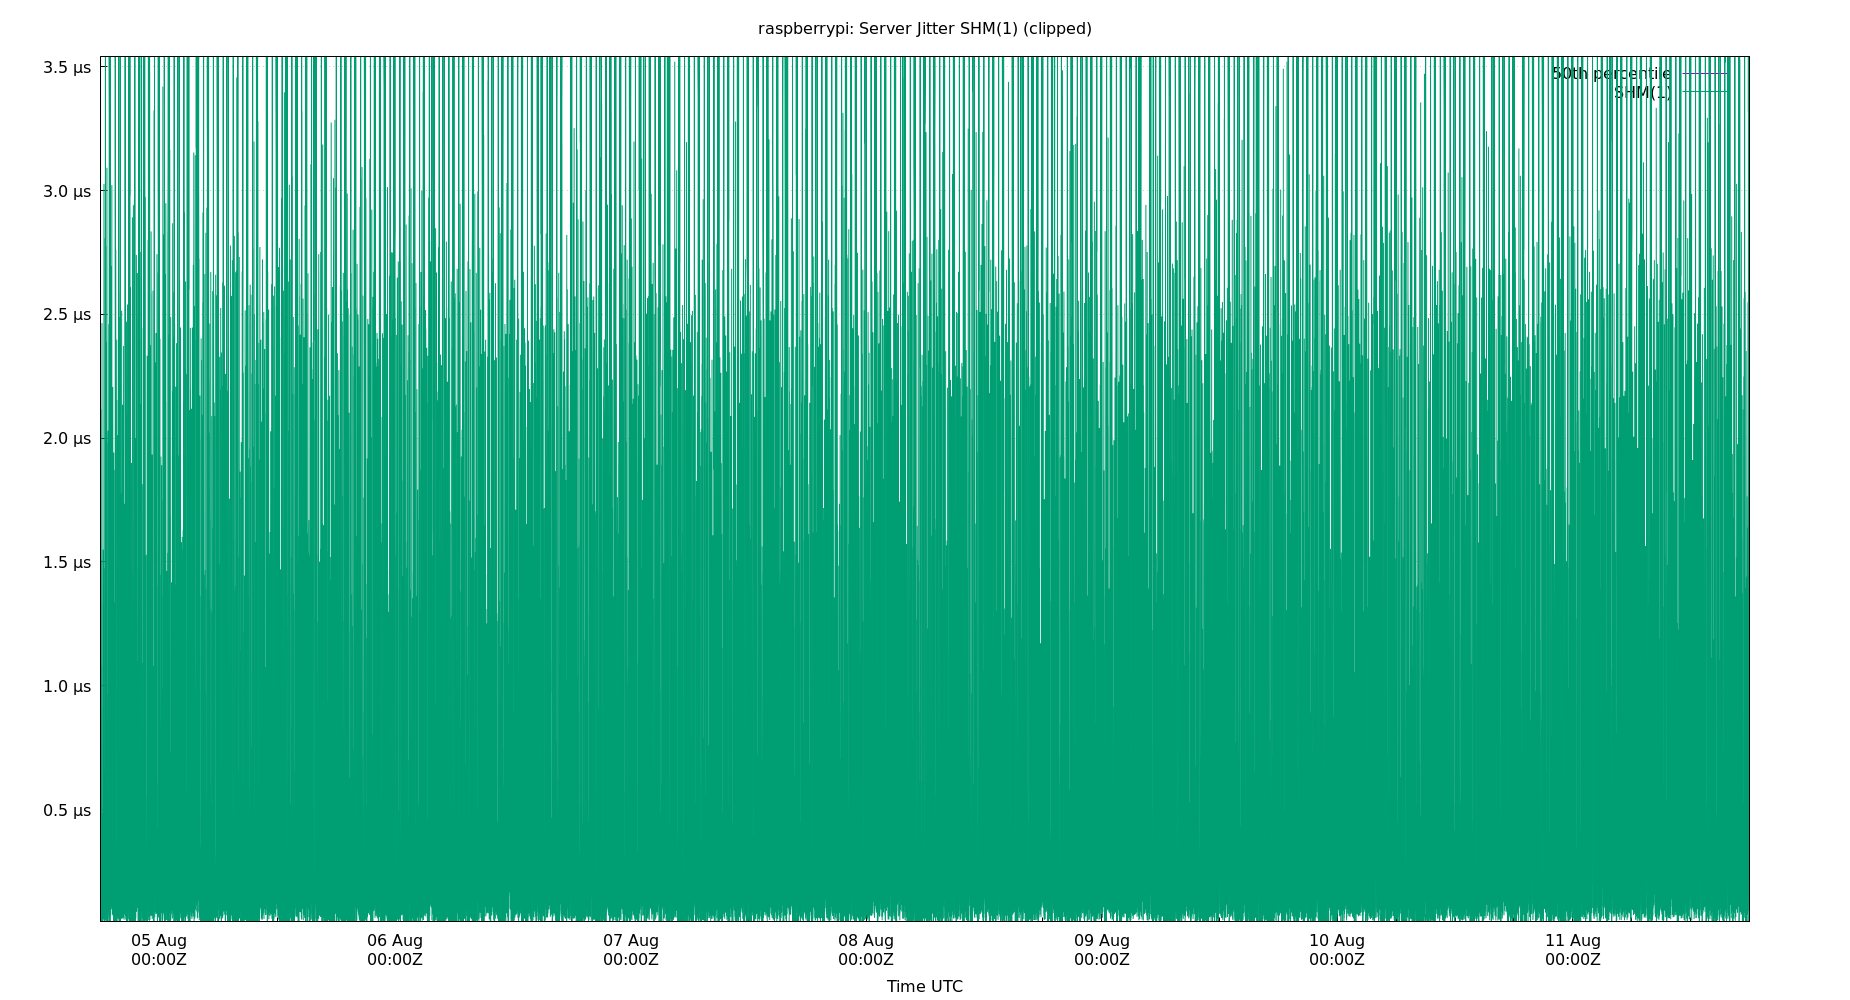 raspberrypi: Server Jitter SHM(1) (clipped)
3.5 µs
50th percentile
SHM(1)
3.0 µs
2.5 µs
2.0 µs
1.5 µs
1.0 µs
0.5 µs
05 Aug 06 Aug 07 Aug 08 Aug 09 Aug 10 Aug 11 Aug
00:00Z 00:00Z 00:00Z 00:00Z 00:00Z 00:00Z 00:00Z
Time UTC